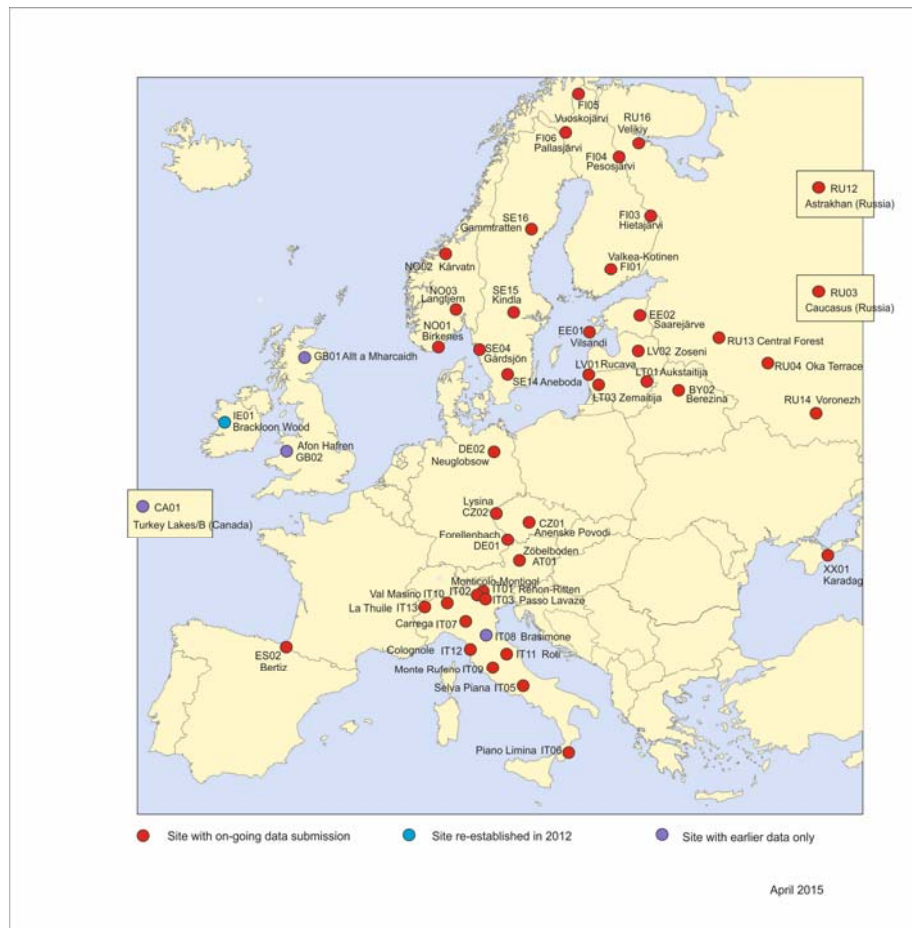 FI05
Vuoskojärvi
RU16
Velikiy
FI06
Pallasjärvi
FI04
Pesosjärvi
RU12
Astrakhan (Russia)
SE16
Gammtratten
FI03
Hietajärvi
NO02 Kårvatn
Valkea-Kotinen
FI01
RU03
Caucasus (Russia)
NO03
Langtjern
SE15
Kindla
EE02
Saarejärve
NO01
Birkenes
EE01
Vilsandi
RU13 Central Forest
SE04
Gårdsjön
LV02 Zoseni
GB01 Allt a Mharcaidh
LV01 Rucava
LT01 Aukstaitija
RU04 Oka Terrace
SE14 Aneboda
LT03 Zemaitija
BY02
Berezina
RU14 Voronezh
IE01
Brackloon Wood
Afon Hafren
GB02
DE02
Neuglobsow
CA01
Turkey Lakes/B (Canada)
Lysina
CZ02
CZ01
Anenske Povodi
Forellenbach
DE01
Zöbelboden
AT01
XX01
Karadag
Monticolo-Montiggl
Val Masino IT10
IT02
IT01 Renon-Ritten
IT03 Passo Lavaze
La Thuile IT13
Carrega IT07
IT08 Brasimone
ES02
Bertiz
Colognole IT12
IT11 Roti
Monte Rufeno IT09
Selva Piana IT05
Piano Limina IT06
Site with on-going data submission
Site re-established in 2012
Site with earlier data only
April 2015